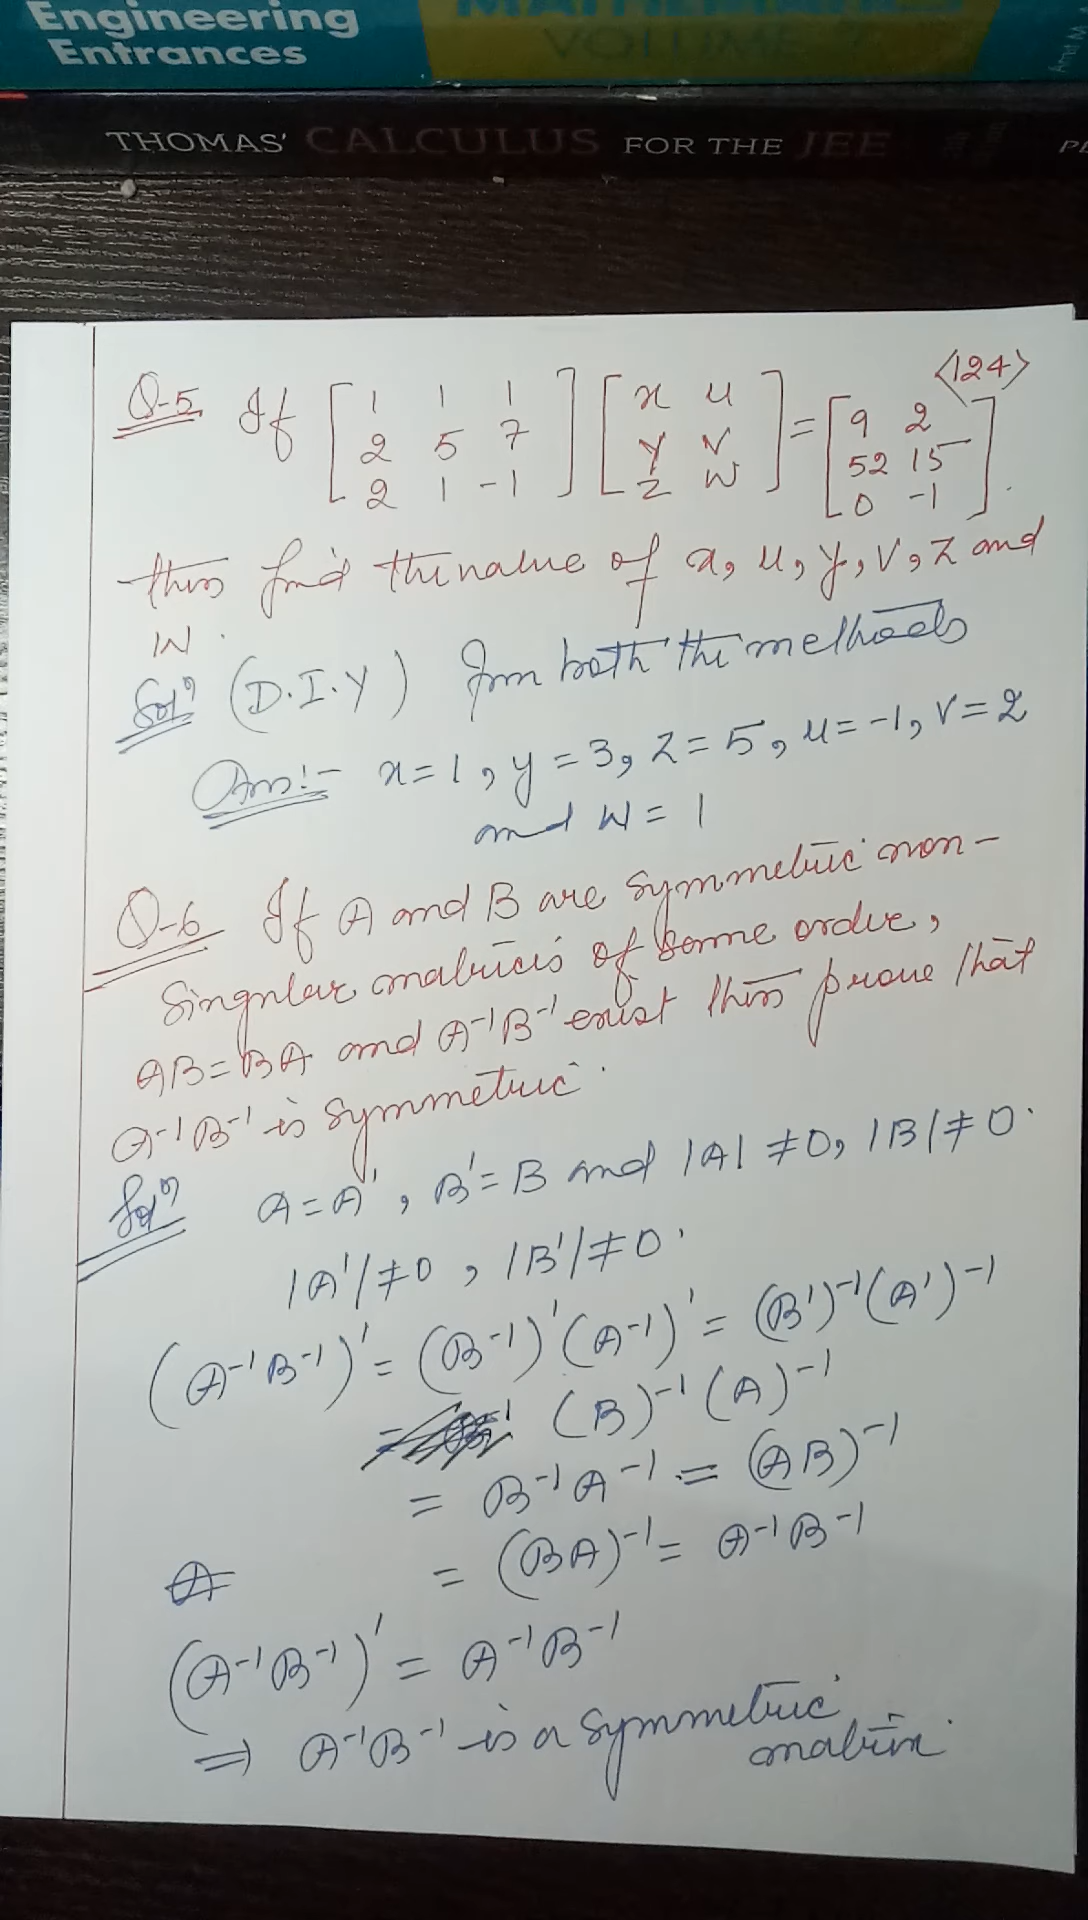 Engineering
Entrances
MATHEMATICS
VOLUME
THOMAS' CALCULUS FOR THE JEE
<124>
Q-5 If [1 1 1 / 2 5 7 / 2 1 -1] [x u / y v / z w] = [9 2 / 52 15 / 0 -1].
then find the value of x, u, y, v, z and
w.
Solⁿ (D.I.Y) from both the methods
Ans:- x=1, y=3, z=5, u=-1, v=2
and w=1
Q-6 If A and B are symmetric non-
singular matrices of same order,
AB=BA and A⁻¹B⁻¹ exist then prove that
A⁻¹B⁻¹ is symmetric.
Solⁿ A=A', B'=B and |A|≠0, |B|≠0.
|A'|≠0, |B'|≠0.
(A⁻¹B⁻¹)' = (B⁻¹)'(A⁻¹)' = (B')⁻¹(A')⁻¹
(B)⁻¹(A)⁻¹
= B⁻¹A⁻¹ = (AB)⁻¹
= (BA)⁻¹ = A⁻¹B⁻¹
(A⁻¹B⁻¹)' = A⁻¹B⁻¹
⇒ A⁻¹B⁻¹ is a symmetric
matrix.